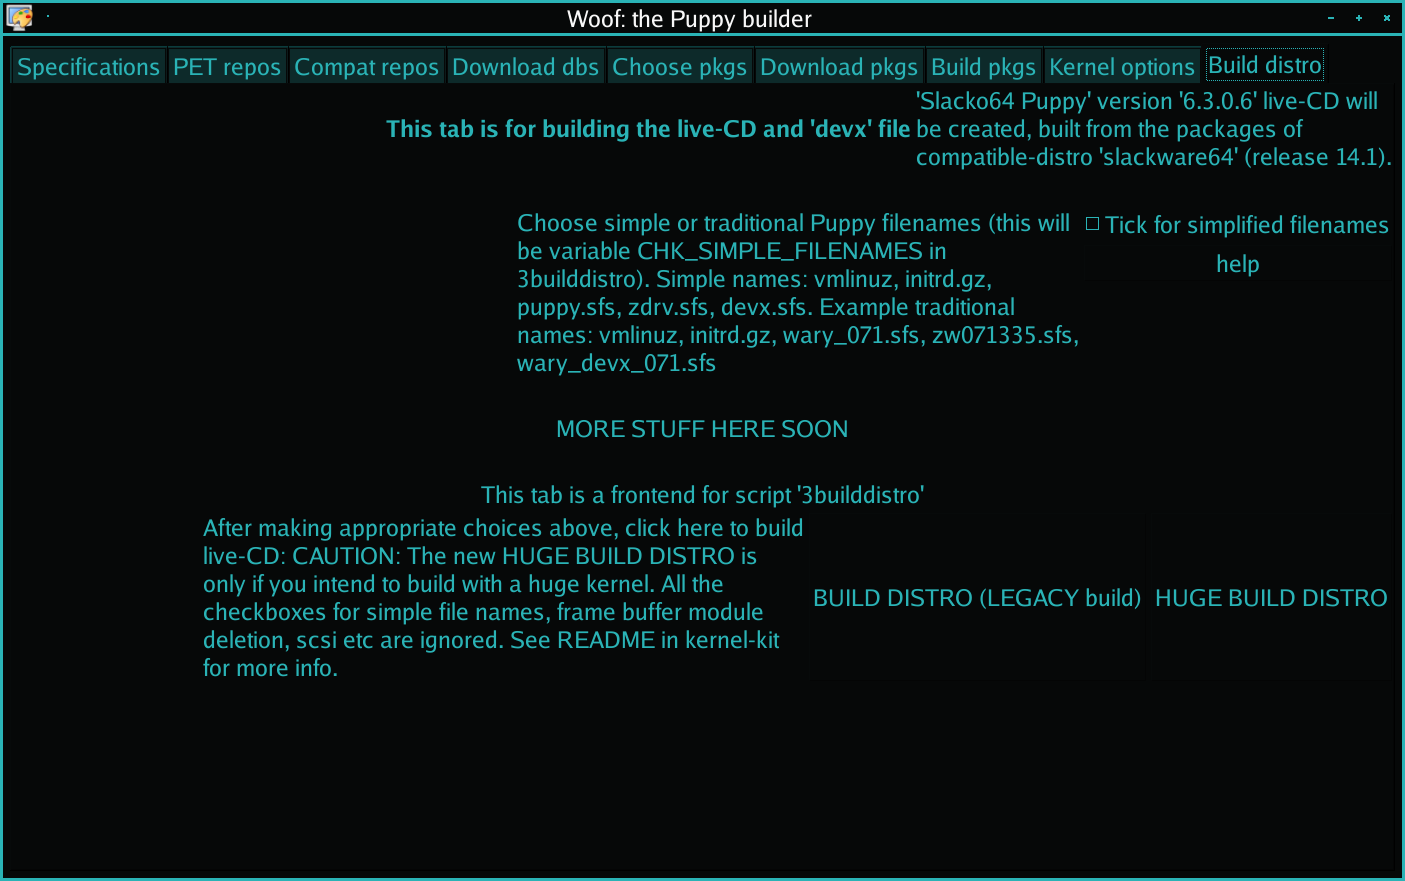 Woof: the Puppy builder
Specifications PET repos Compat repos Download dbs Choose pkgs Download pkgs Build pkgs Kernel options Build distro
This tab is for building the live-CD and 'devx' file
'Slacko64 Puppy' version '6.3.0.6' live-CD will
be created, built from the packages of
compatible-distro 'slackware64' (release 14.1).
Choose simple or traditional Puppy filenames (this will
be variable CHK_SIMPLE_FILENAMES in
3builddistro). Simple names: vmlinuz, initrd.gz,
puppy.sfs, zdrv.sfs, devx.sfs. Example traditional
names: vmlinuz, initrd.gz, wary_071.sfs, zw071335.sfs,
wary_devx_071.sfs
Tick for simplified filenames
help
MORE STUFF HERE SOON
This tab is a frontend for script '3builddistro'
After making appropriate choices above, click here to build
live-CD: CAUTION: The new HUGE BUILD DISTRO is
only if you intend to build with a huge kernel. All the
checkboxes for simple file names, frame buffer module
deletion, scsi etc are ignored. See README in kernel-kit
for more info.
BUILD DISTRO (LEGACY build) HUGE BUILD DISTRO